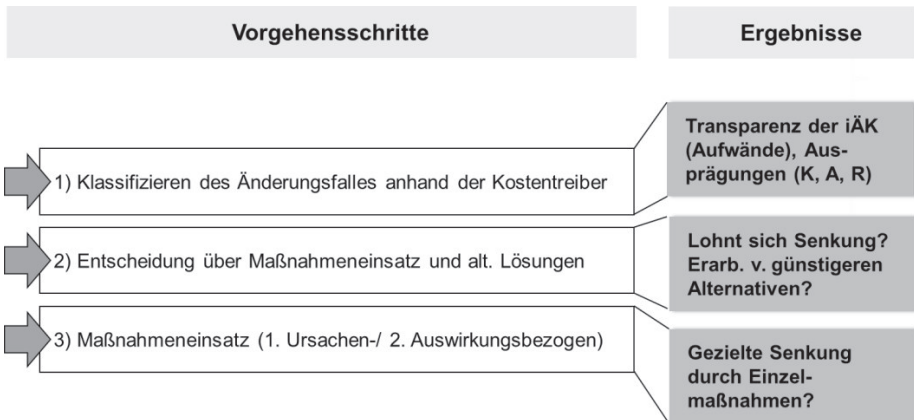 Vorgehensschritte
Ergebnisse
1) Klassifizieren des Änderungsfalles anhand der Kostentreiber
Transparenz der iÄK
(Aufwände), Aus-
prägungen (K, A, R)
2) Entscheidung über Maßnahmeneinsatz und alt. Lösungen
Lohnt sich Senkung?
Erarb. v. günstigeren
Alternativen?
3) Maßnahmeneinsatz (1. Ursachen-/ 2. Auswirkungsbezogen)
Gezielte Senkung
durch Einzel-
maßnahmen?